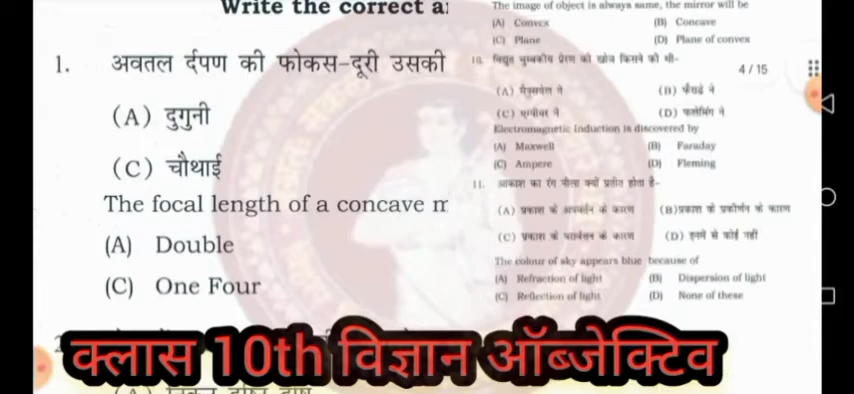 Write the correct a
1. अवतल र्दपण की फोकस-दूरी उसकी
(A) दुगुनी
(C) चौथाई
The focal length of a concave m
(A) Double
(C) One Four
The image of object is always same, the mirror will be
(A) Convex (B) Concave
(C) Plane (D) Plane of convex
10. विद्युत चुम्बकीय प्रेरण की खोज किसने की थी-
4/15
(A) मैक्सवेल ने (B) फैराडे ने
(C) एम्पीयर ने (D) फ्लेमिंग ने
Electromagnetic Induction is discovered by
(A) Maxwell (B) Faraday
(C) Ampere (D) Fleming
11. आकाश का रंग नीला क्यों प्रतीत होता है-
(A) प्रकाश के अपवर्तन के कारण (B) प्रकाश के प्रकीर्णन के कारण
(C) प्रकाश के परावर्तन के कारण (D) इनमें से कोई नहीं
The colour of sky appears blue because of
(A) Refraction of light (B) Dispersion of light
(C) Reflection of light (D) None of these
क्लास 10th विज्ञान ऑब्जेक्टिव